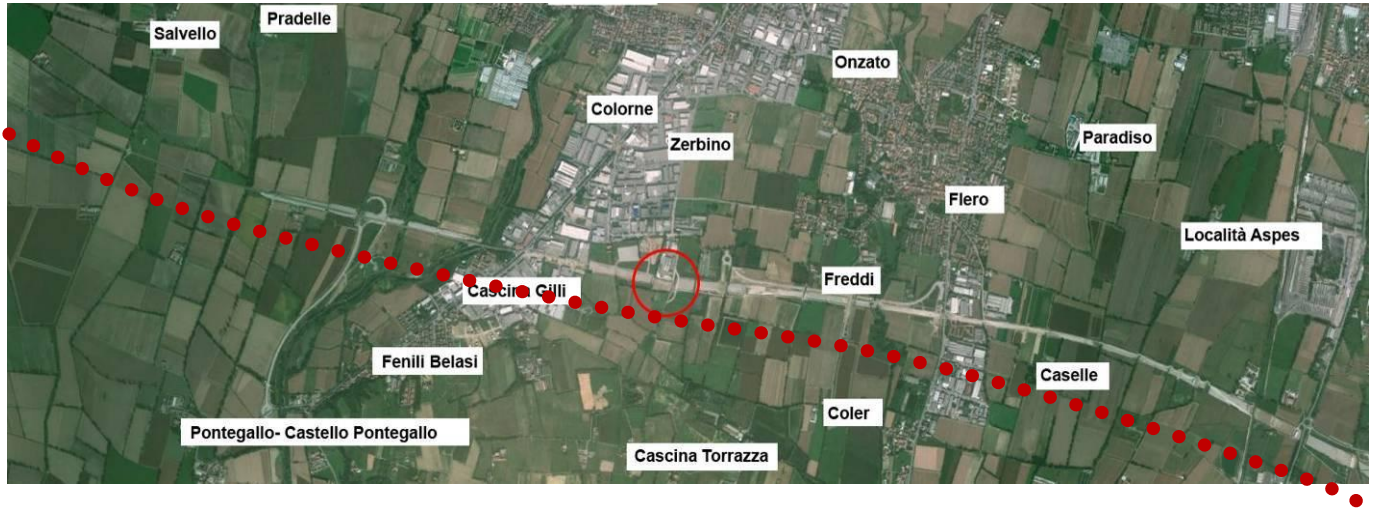 Pradelle
Salvello
Onzato
Colorne
Paradiso
Zerbino
Flero
Località Aspes
Freddi
Cascina Gilli
Fenili Belasi
Caselle
Coler
Pontegallo- Castello Pontegallo
Cascina Torrazza